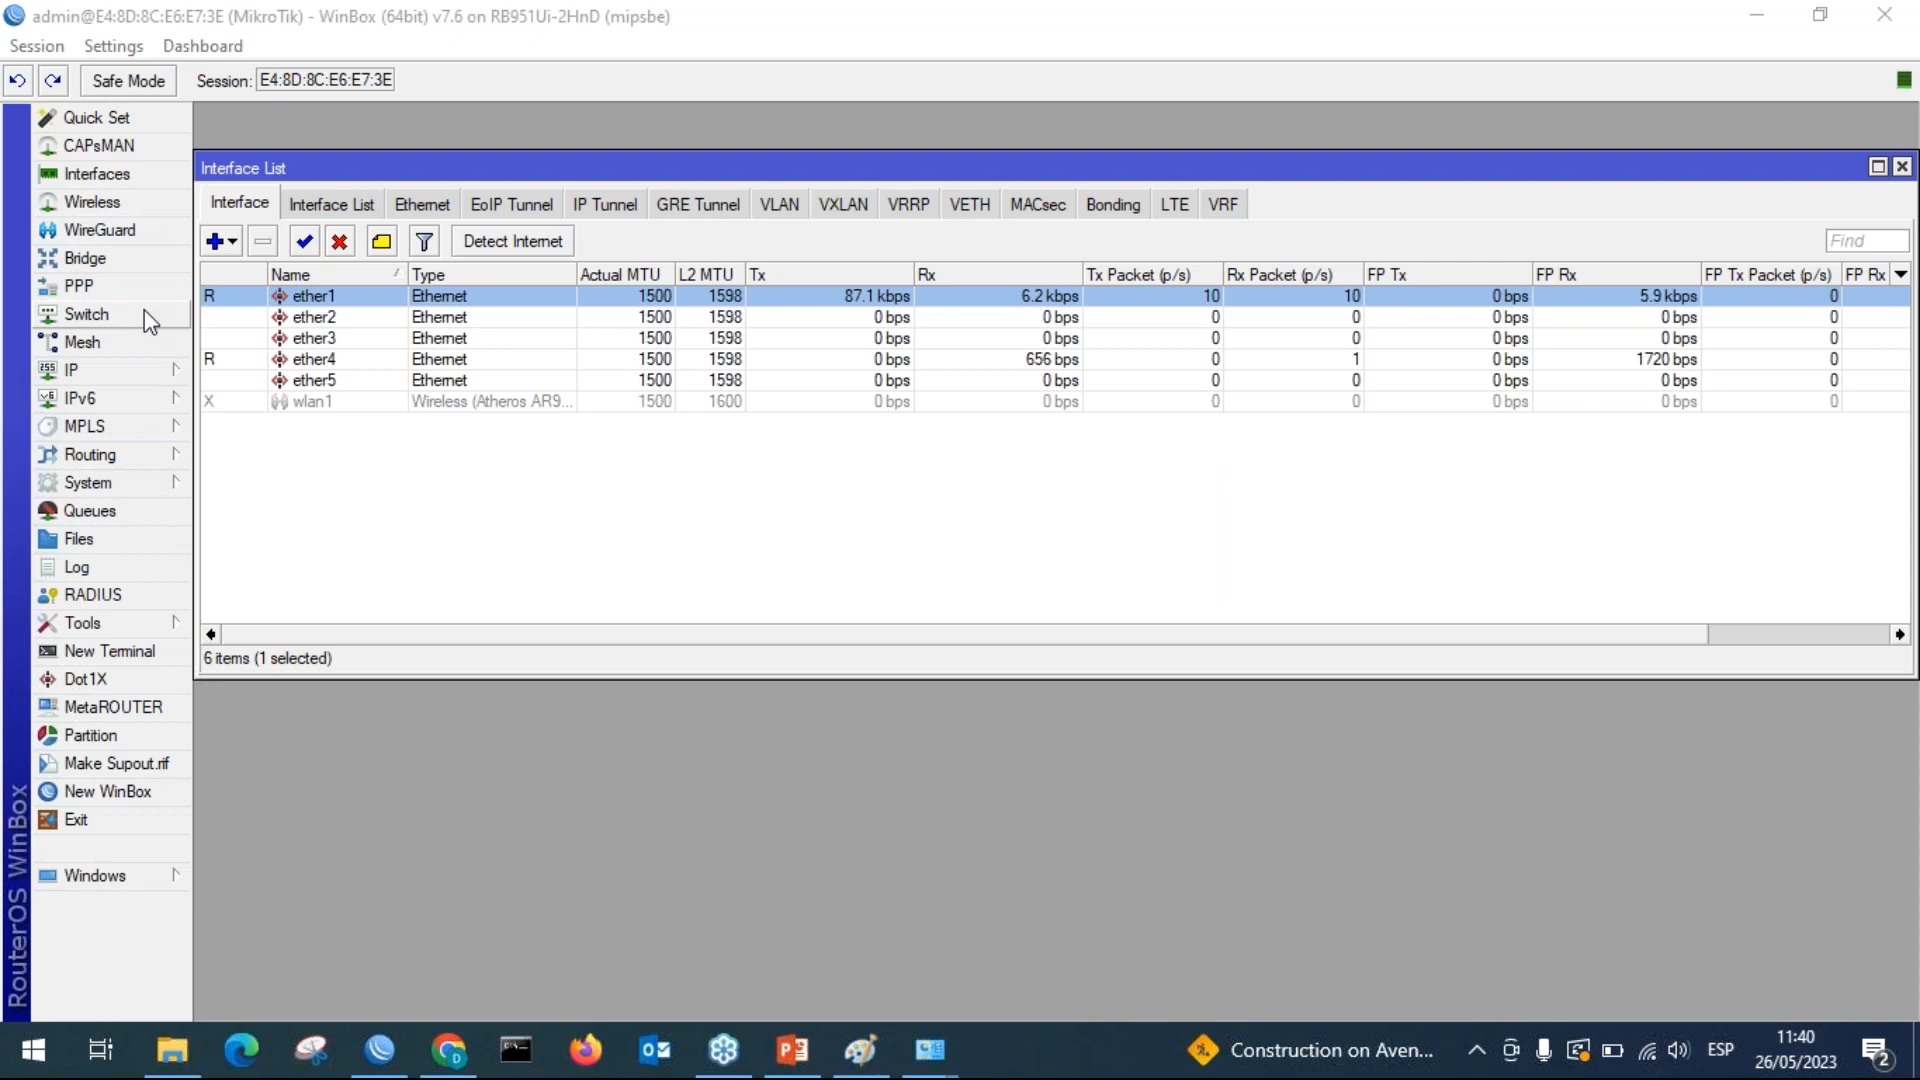 admin@E4:8D:8C:E6:E7:3E (MikroTik) - WinBox (64bit) v7.6 on RB951Ui-2HnD (mipsbe)
Session Settings Dashboard
Safe Mode Session: E4:8D:8C:E6:E7:3E
Quick Set
CAPsMAN
Interfaces
Wireless
WireGuard
Bridge
PPP
Switch
Mesh
IP
IPv6
MPLS
Routing
System
Queues
Files
Log
RADIUS
Tools
New Terminal
Dot1X
MetaROUTER
Partition
Make Supout.rif
New WinBox
Exit
Windows
RouterOS WinBox
Interface List
Interface Interface List Ethernet EoIP Tunnel IP Tunnel GRE Tunnel VLAN VXLAN VRRP VETH MACsec Bonding LTE VRF
Detect Internet Find
Name Type Actual MTU L2 MTU Tx Rx Tx Packet (p/s) Rx Packet (p/s) FP Tx FP Rx FP Tx Packet (p/s) FP Rx
R ether1 Ethernet 1500 1598 87.1 kbps 6.2 kbps 10 10 0 bps 5.9 kbps 0
ether2 Ethernet 1500 1598 0 bps 0 bps 0 0 0 bps 0 bps 0
ether3 Ethernet 1500 1598 0 bps 0 bps 0 0 0 bps 0 bps 0
R ether4 Ethernet 1500 1598 0 bps 656 bps 0 1 0 bps 1720 bps 0
ether5 Ethernet 1500 1598 0 bps 0 bps 0 0 0 bps 0 bps 0
X wlan1 Wireless (Atheros AR9... 1500 1600 0 bps 0 bps 0 0 0 bps 0 bps 0
6 items (1 selected)
Construction on Aven... ESP 11:40
26/05/2023
2